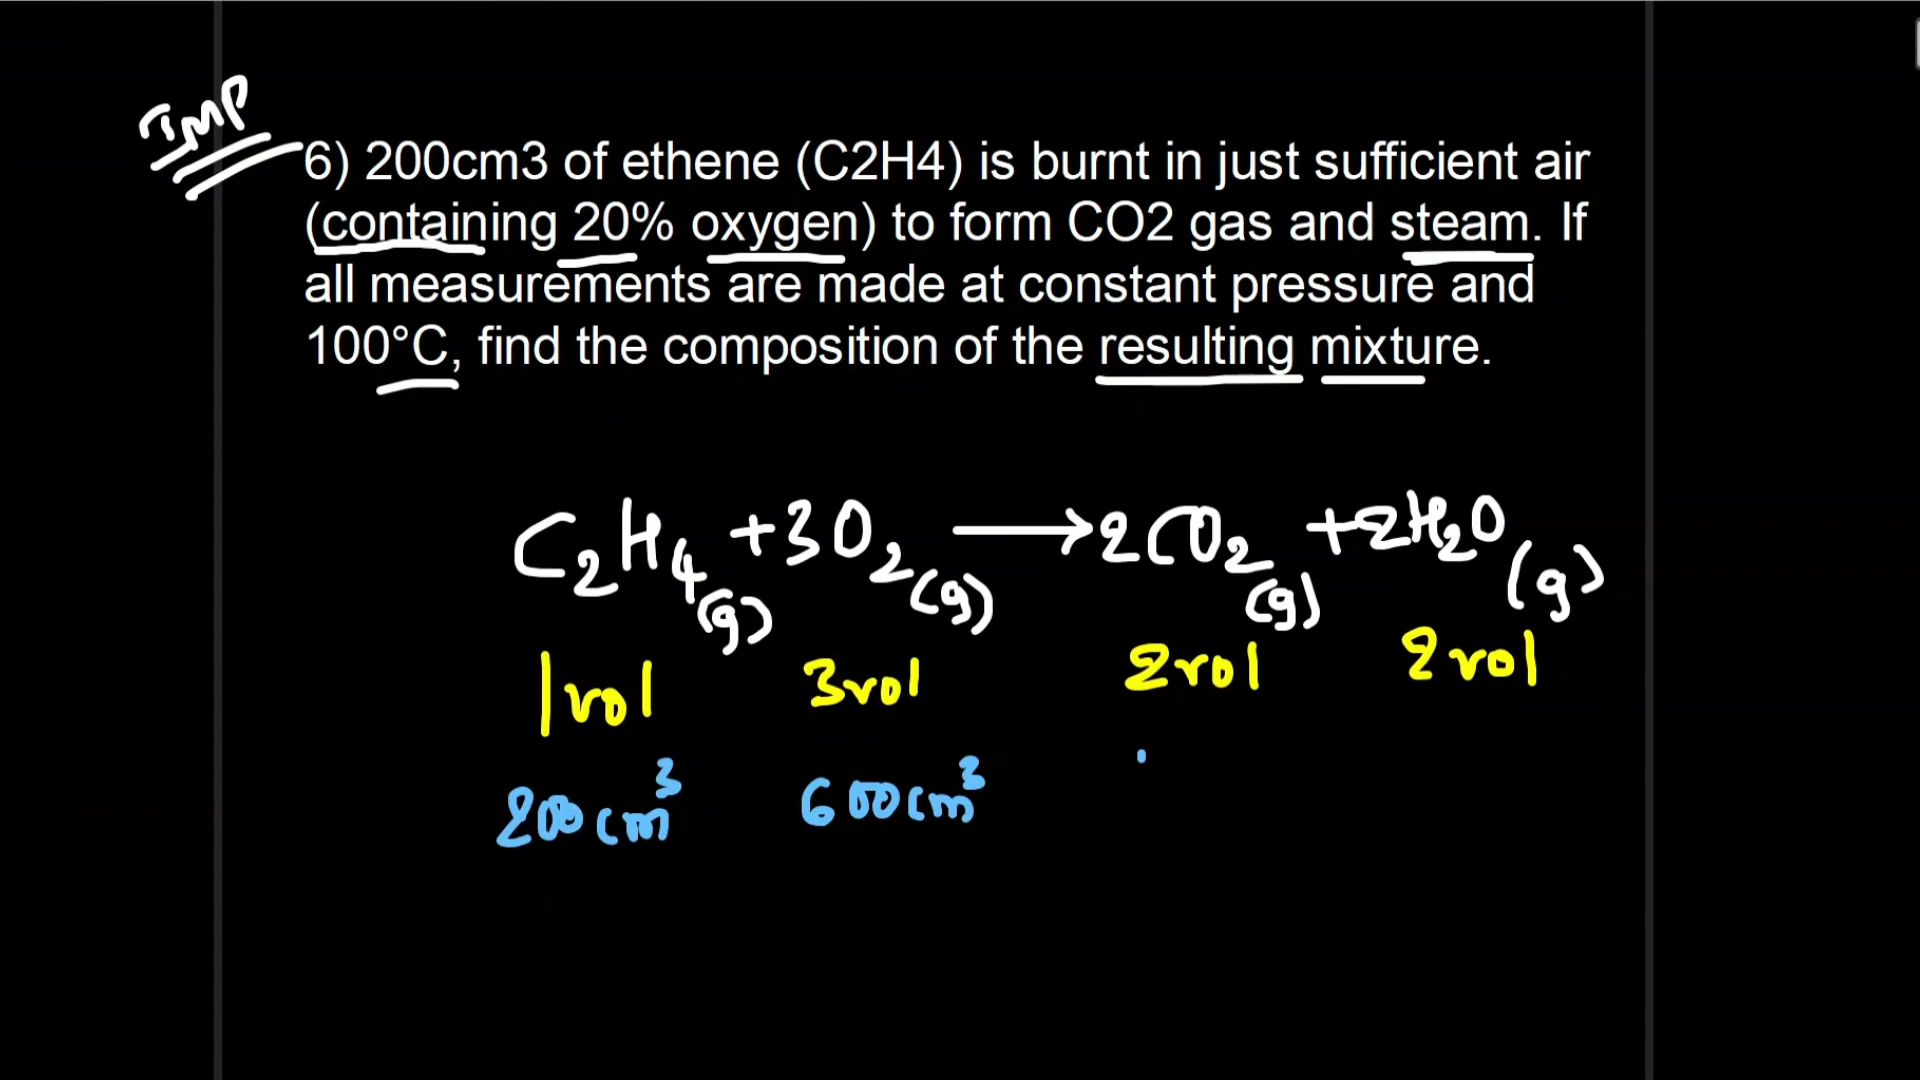 IMP
6) 200cm3 of ethene (C2H4) is burnt in just sufficient air
(containing 20% oxygen) to form CO2 gas and steam. If
all measurements are made at constant pressure and
100°C, find the composition of the resulting mixture.
C₂H₄(g) + 3O₂(g) ⟶ 2CO₂(g) + 2H₂O(g)
1vol 3vol 2vol 2vol
200cm³ 600cm³